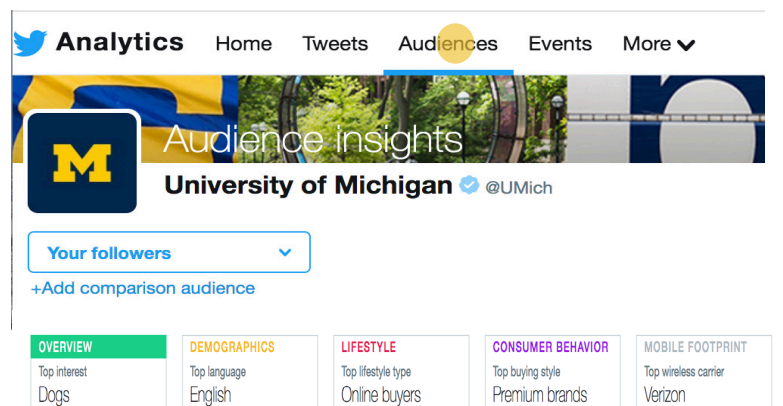 Analytics Home Tweets Audiences Events More
Audience insights
M
University of Michigan @UMich
Your followers
+Add comparison audience
OVERVIEW DEMOGRAPHICS LIFESTYLE CONSUMER BEHAVIOR MOBILE FOOTPRINT
Top interest Top language Top lifestyle type Top buying style Top wireless carrier
Dogs English Online buyers Premium brands Verizon